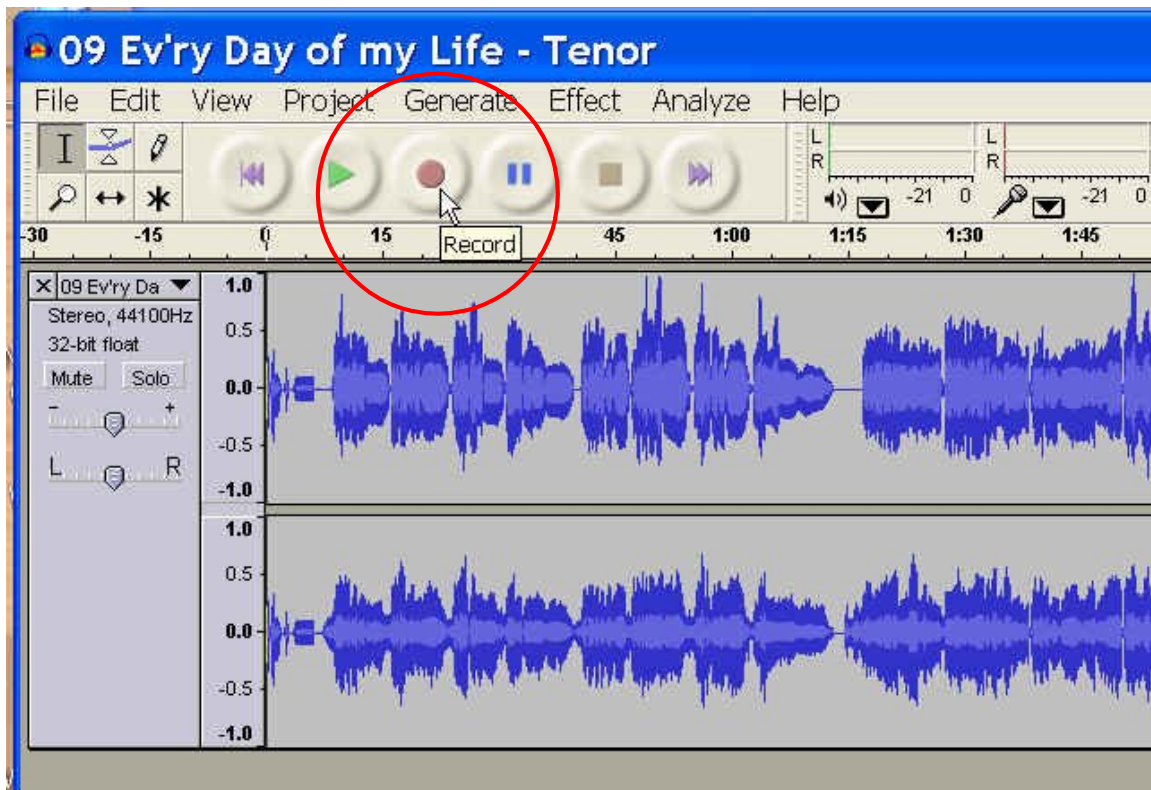 09 Ev'ry Day of my Life - Tenor
File Edit View Project Generate Effect Analyze Help
L
R
-21 0
L
R
-21 0
-30 -15 0 15 45 1:00 1:15 1:30 1:45
Record
09 Ev'ry Da
Stereo, 44100Hz
32-bit float
Mute Solo
- +
L R
1.0
0.5
0.0
-0.5
-1.0
1.0
0.5
0.0
-0.5
-1.0